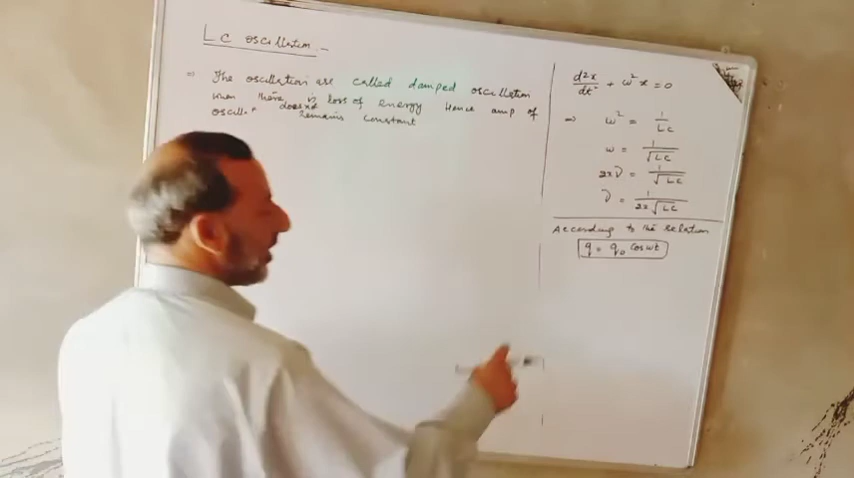 Lc oscillation -
⇒ The oscillation are called damped oscillation
when there is loss of energy Hence amp of
oscill. doesnot remains constant
d²x/dt² + ω²x = 0
⇒ ω² = 1/Lc
ω = 1/√Lc
2πν = 1/√Lc
ν = 1/2π√Lc
According to the relation
q = q₀ cos ωt